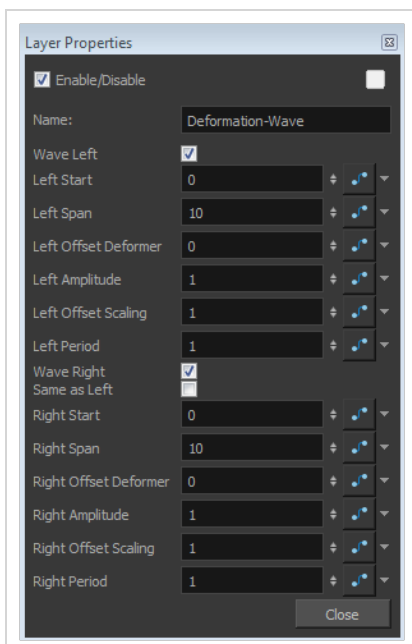 Layer Properties
Enable/Disable
Name: Deformation-Wave
Wave Left
Left Start 0
Left Span 10
Left Offset Deformer 0
Left Amplitude 1
Left Offset Scaling 1
Left Period 1
Wave Right
Same as Left
Right Start 0
Right Span 10
Right Offset Deformer 0
Right Amplitude 1
Right Offset Scaling 1
Right Period 1
Close